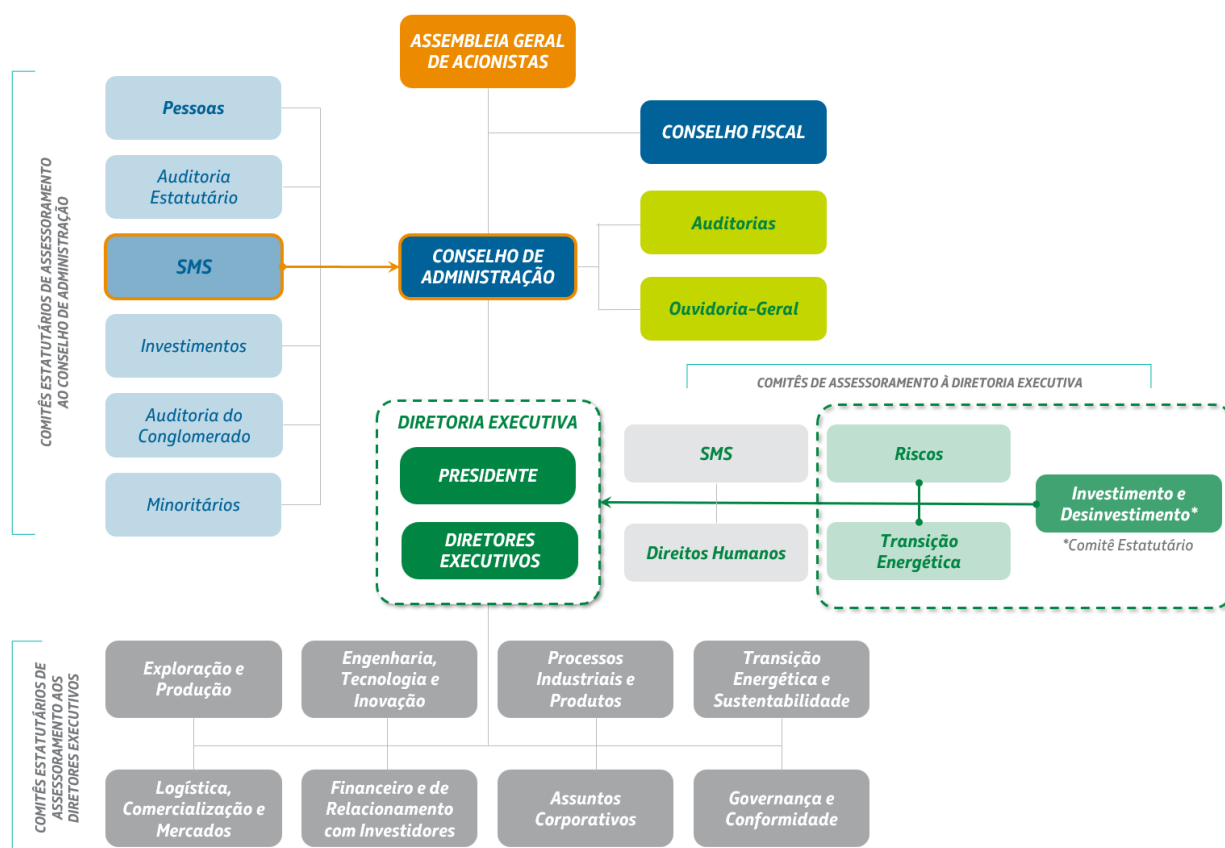 ASSEMBLEIA GERAL
DE ACIONISTAS
COMITÊS ESTATUTÁRIOS DE ASSESSORAMENTO
AO CONSELHO DE ADMINISTRAÇÃO
Pessoas
Auditoria
Estatutário
SMS
Investimentos
Auditoria do
Conglomerado
Minoritários
CONSELHO FISCAL
CONSELHO DE
ADMINISTRAÇÃO
Auditorias
Ouvidoria-Geral
COMITÊS DE ASSESSORAMENTO À DIRETORIA EXECUTIVA
DIRETORIA EXECUTIVA
PRESIDENTE
DIRETORES
EXECUTIVOS
SMS
Direitos Humanos
Riscos
Transição
Energética
Investimento e
Desinvestimento*
*Comitê Estatutário
COMITÊS ESTATUTÁRIOS DE
ASSESSORAMENTO AOS
DIRETORES EXECUTIVOS
Exploração e
Produção
Engenharia,
Tecnologia e
Inovação
Processos
Industriais e
Produtos
Transição
Energética e
Sustentabilidade
Logística,
Comercialização e
Mercados
Financeiro e de
Relacionamento
com Investidores
Assuntos
Corporativos
Governança e
Conformidade